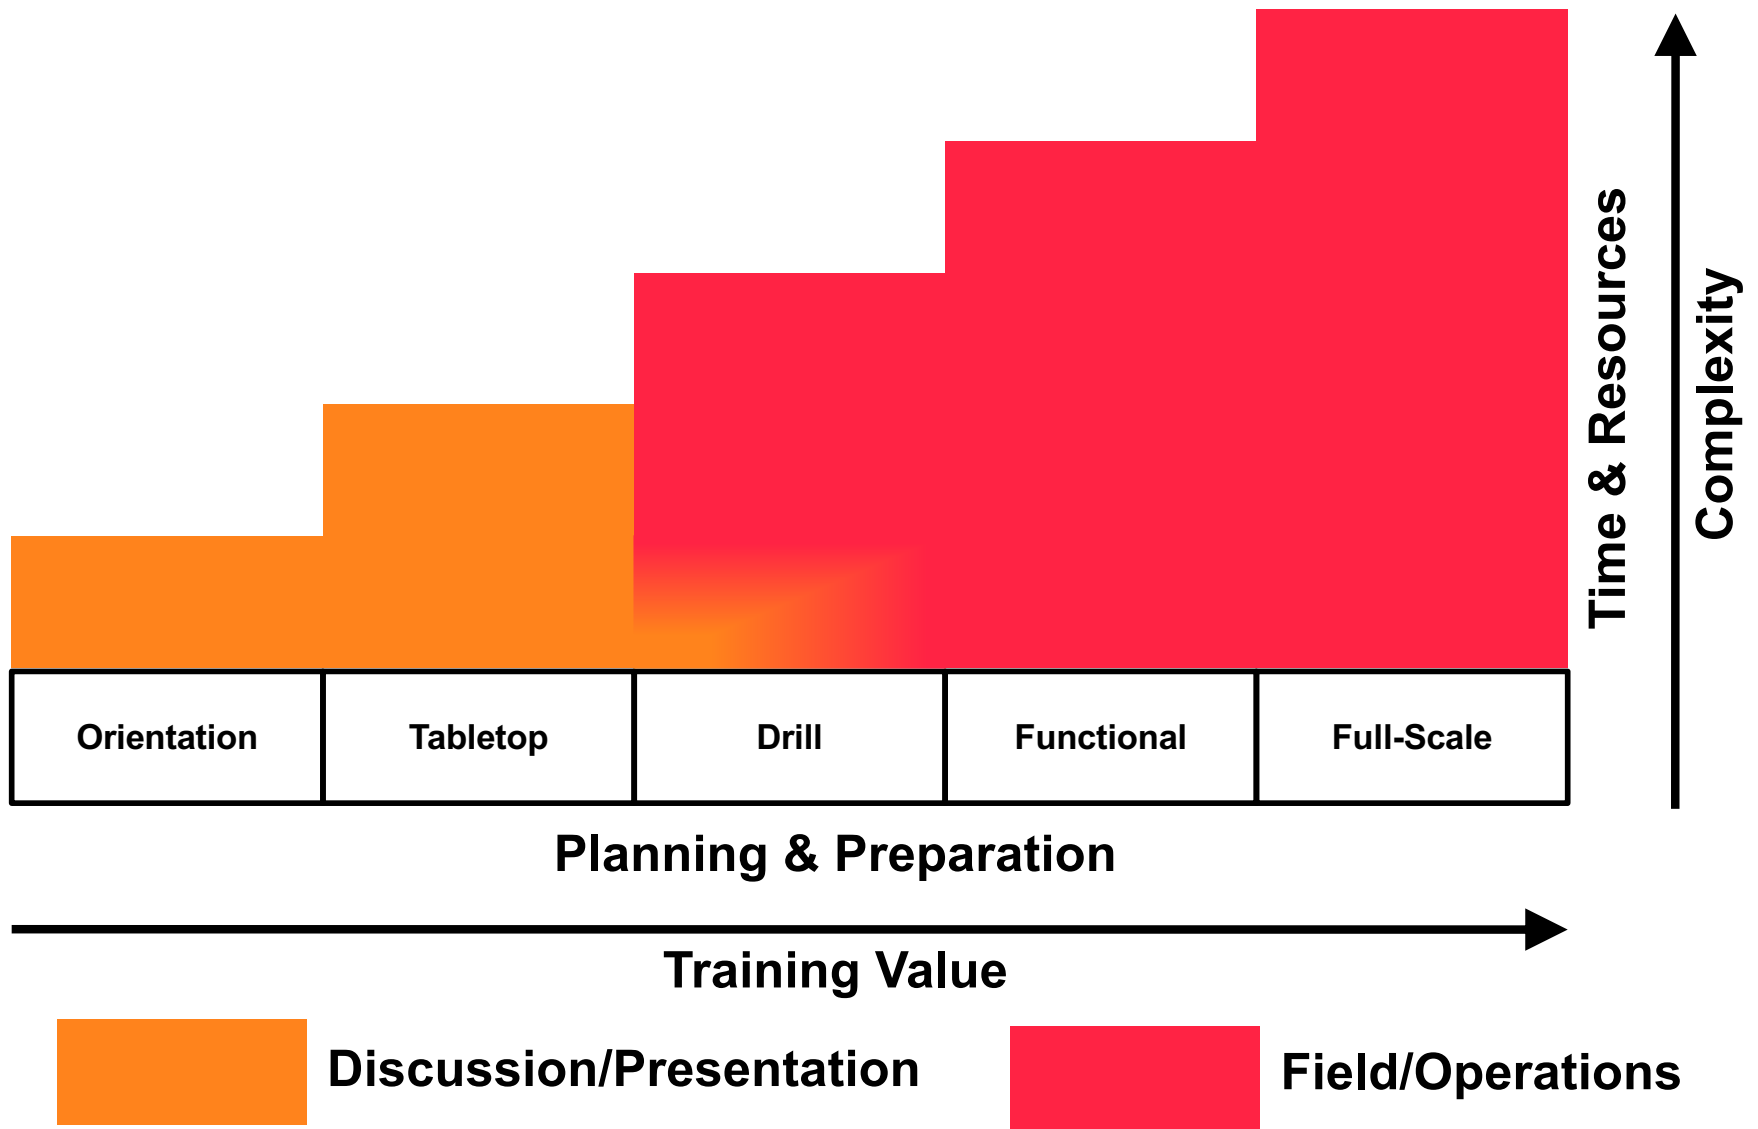 Orientation
Tabletop
Drill
Functional
Full-Scale
Time & Resources
Complexity
Planning & Preparation
Training Value
Discussion/Presentation
Field/Operations